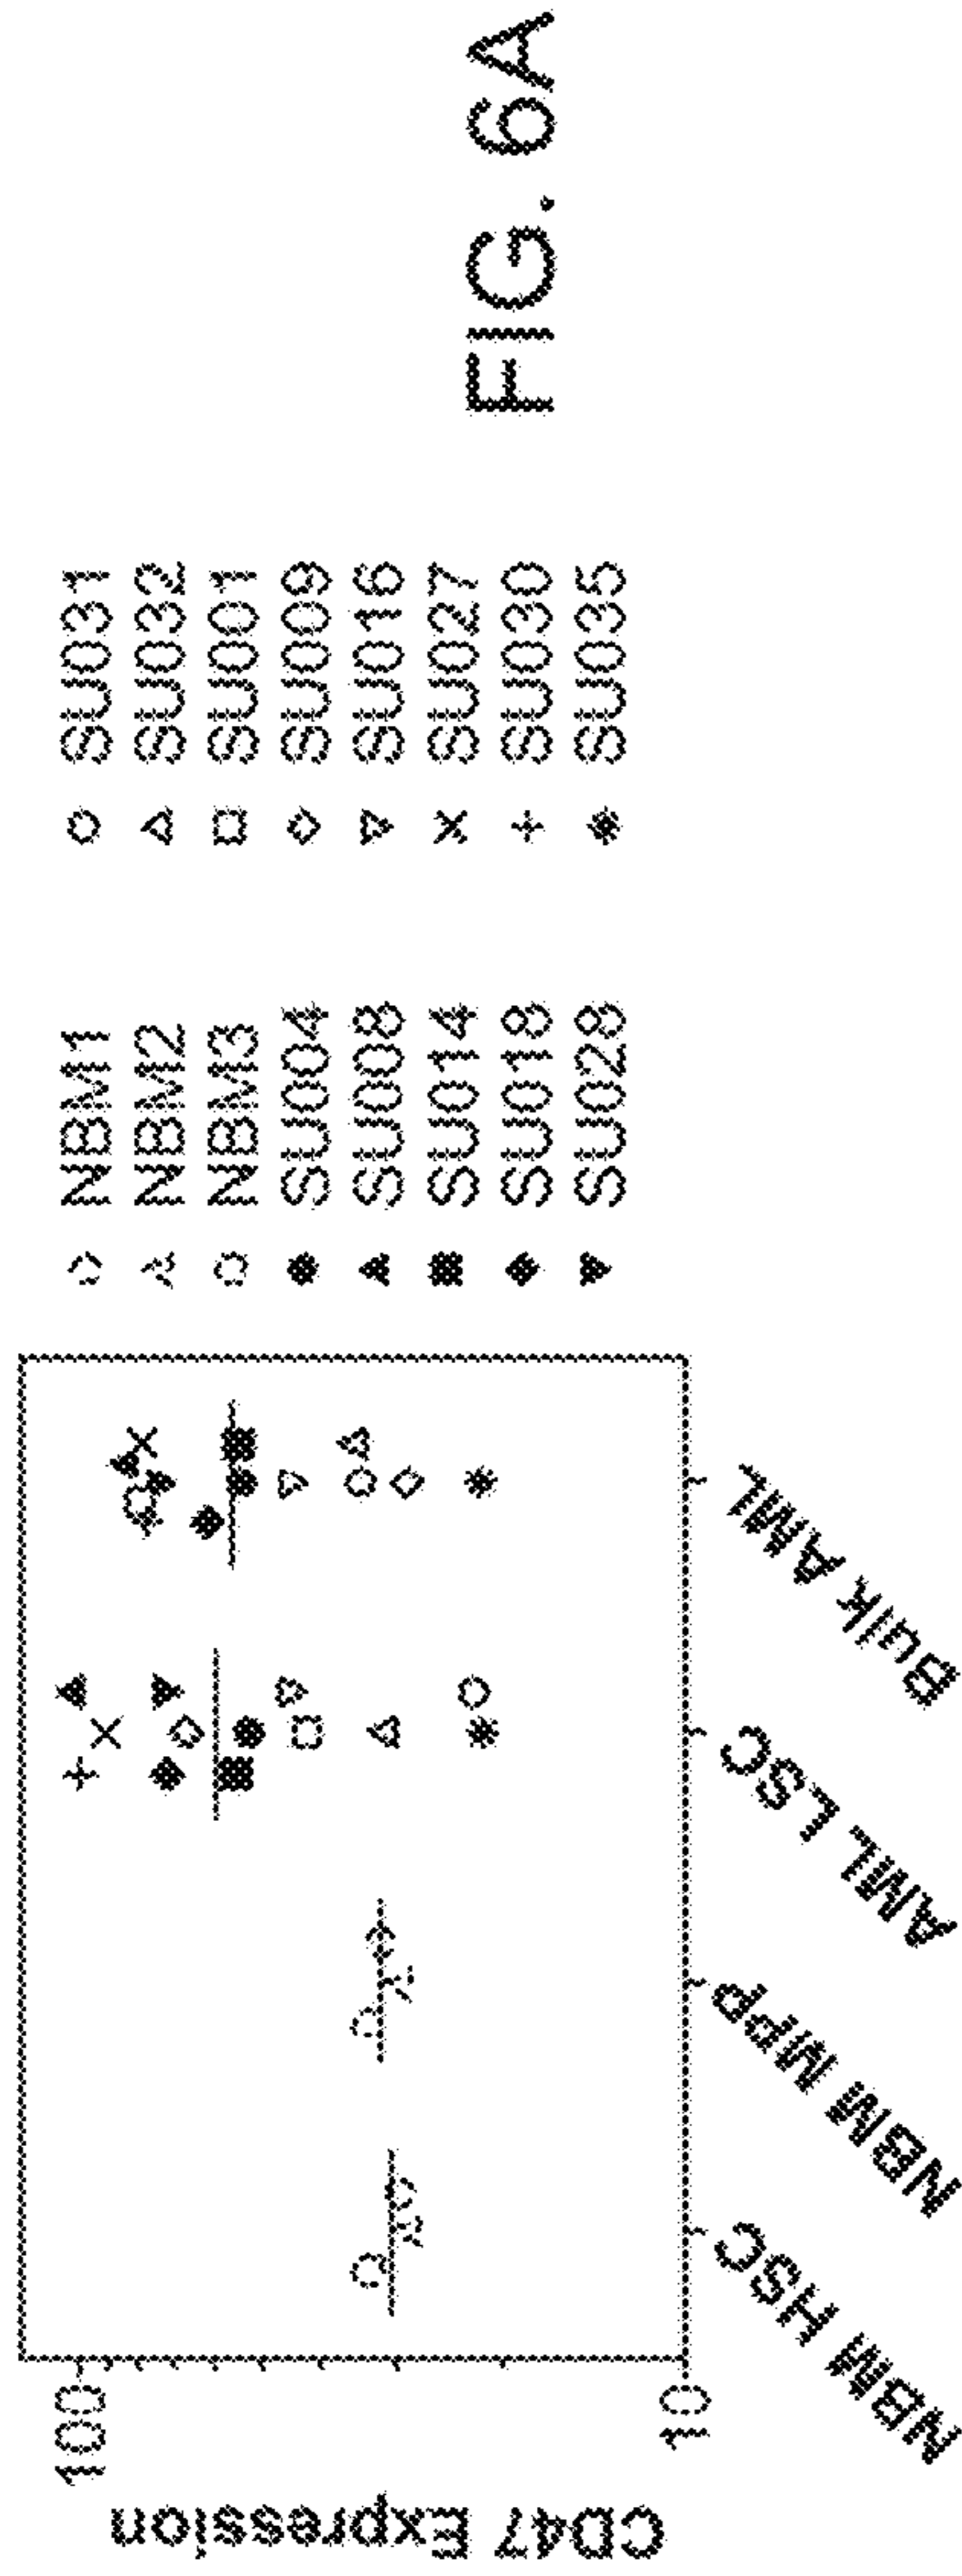 CD47 Expression
100
10
NBM HSC
NBM MPP
AML LSC
Bulk AML
NBM1
NBM2
NBM3
SU004
SU008
SU014
SU018
SU028
SU031
SU032
SU001
SU009
SU016
SU027
SU030
SU035
FIG. 6A